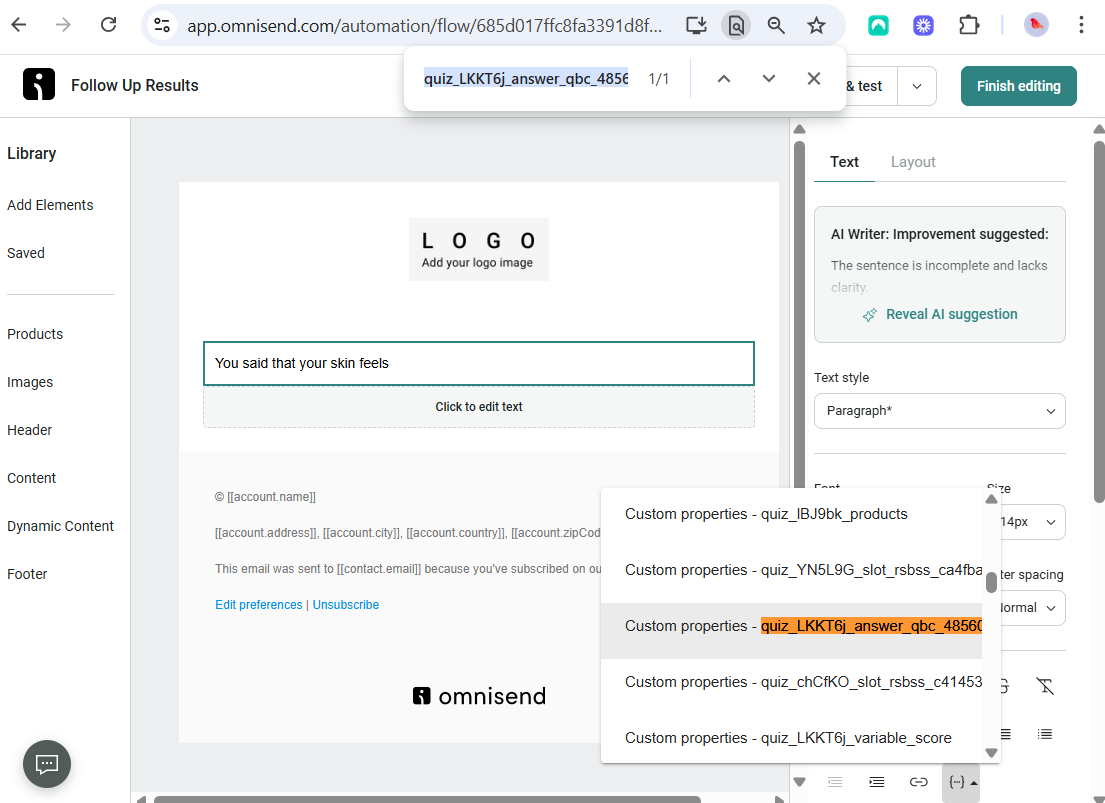 app.omnisend.com/automation/flow/685d017ffc8fa3391d8f...
quiz_LKKT6j_answer_qbc_4856
1/1
Follow Up Results
& test
Finish editing
Library
Add Elements
Saved
Products
Images
Header
Content
Dynamic Content
Footer
L O G O
Add your logo image
You said that your skin feels
Click to edit text
© [[account.name]]
[[account.address]], [[account.city]], [[account.country]], [[account.zipCod
This email was sent to [[contact.email]] because you've subscribed on ou
Edit preferences | Unsubscribe
omnisend
Text
Layout
AI Writer: Improvement suggested:
The sentence is incomplete and lacks
clarity.
Reveal AI suggestion
Text style
Paragraph*
Font
Size
14px
ter spacing
Normal
Custom properties - quiz_lBJ9bk_products
Custom properties - quiz_YN5L9G_slot_rsbss_ca4fba
Custom properties - quiz_LKKT6j_answer_qbc_48560
Custom properties - quiz_chCfKO_slot_rsbss_c41453
Custom properties - quiz_LKKT6j_variable_score